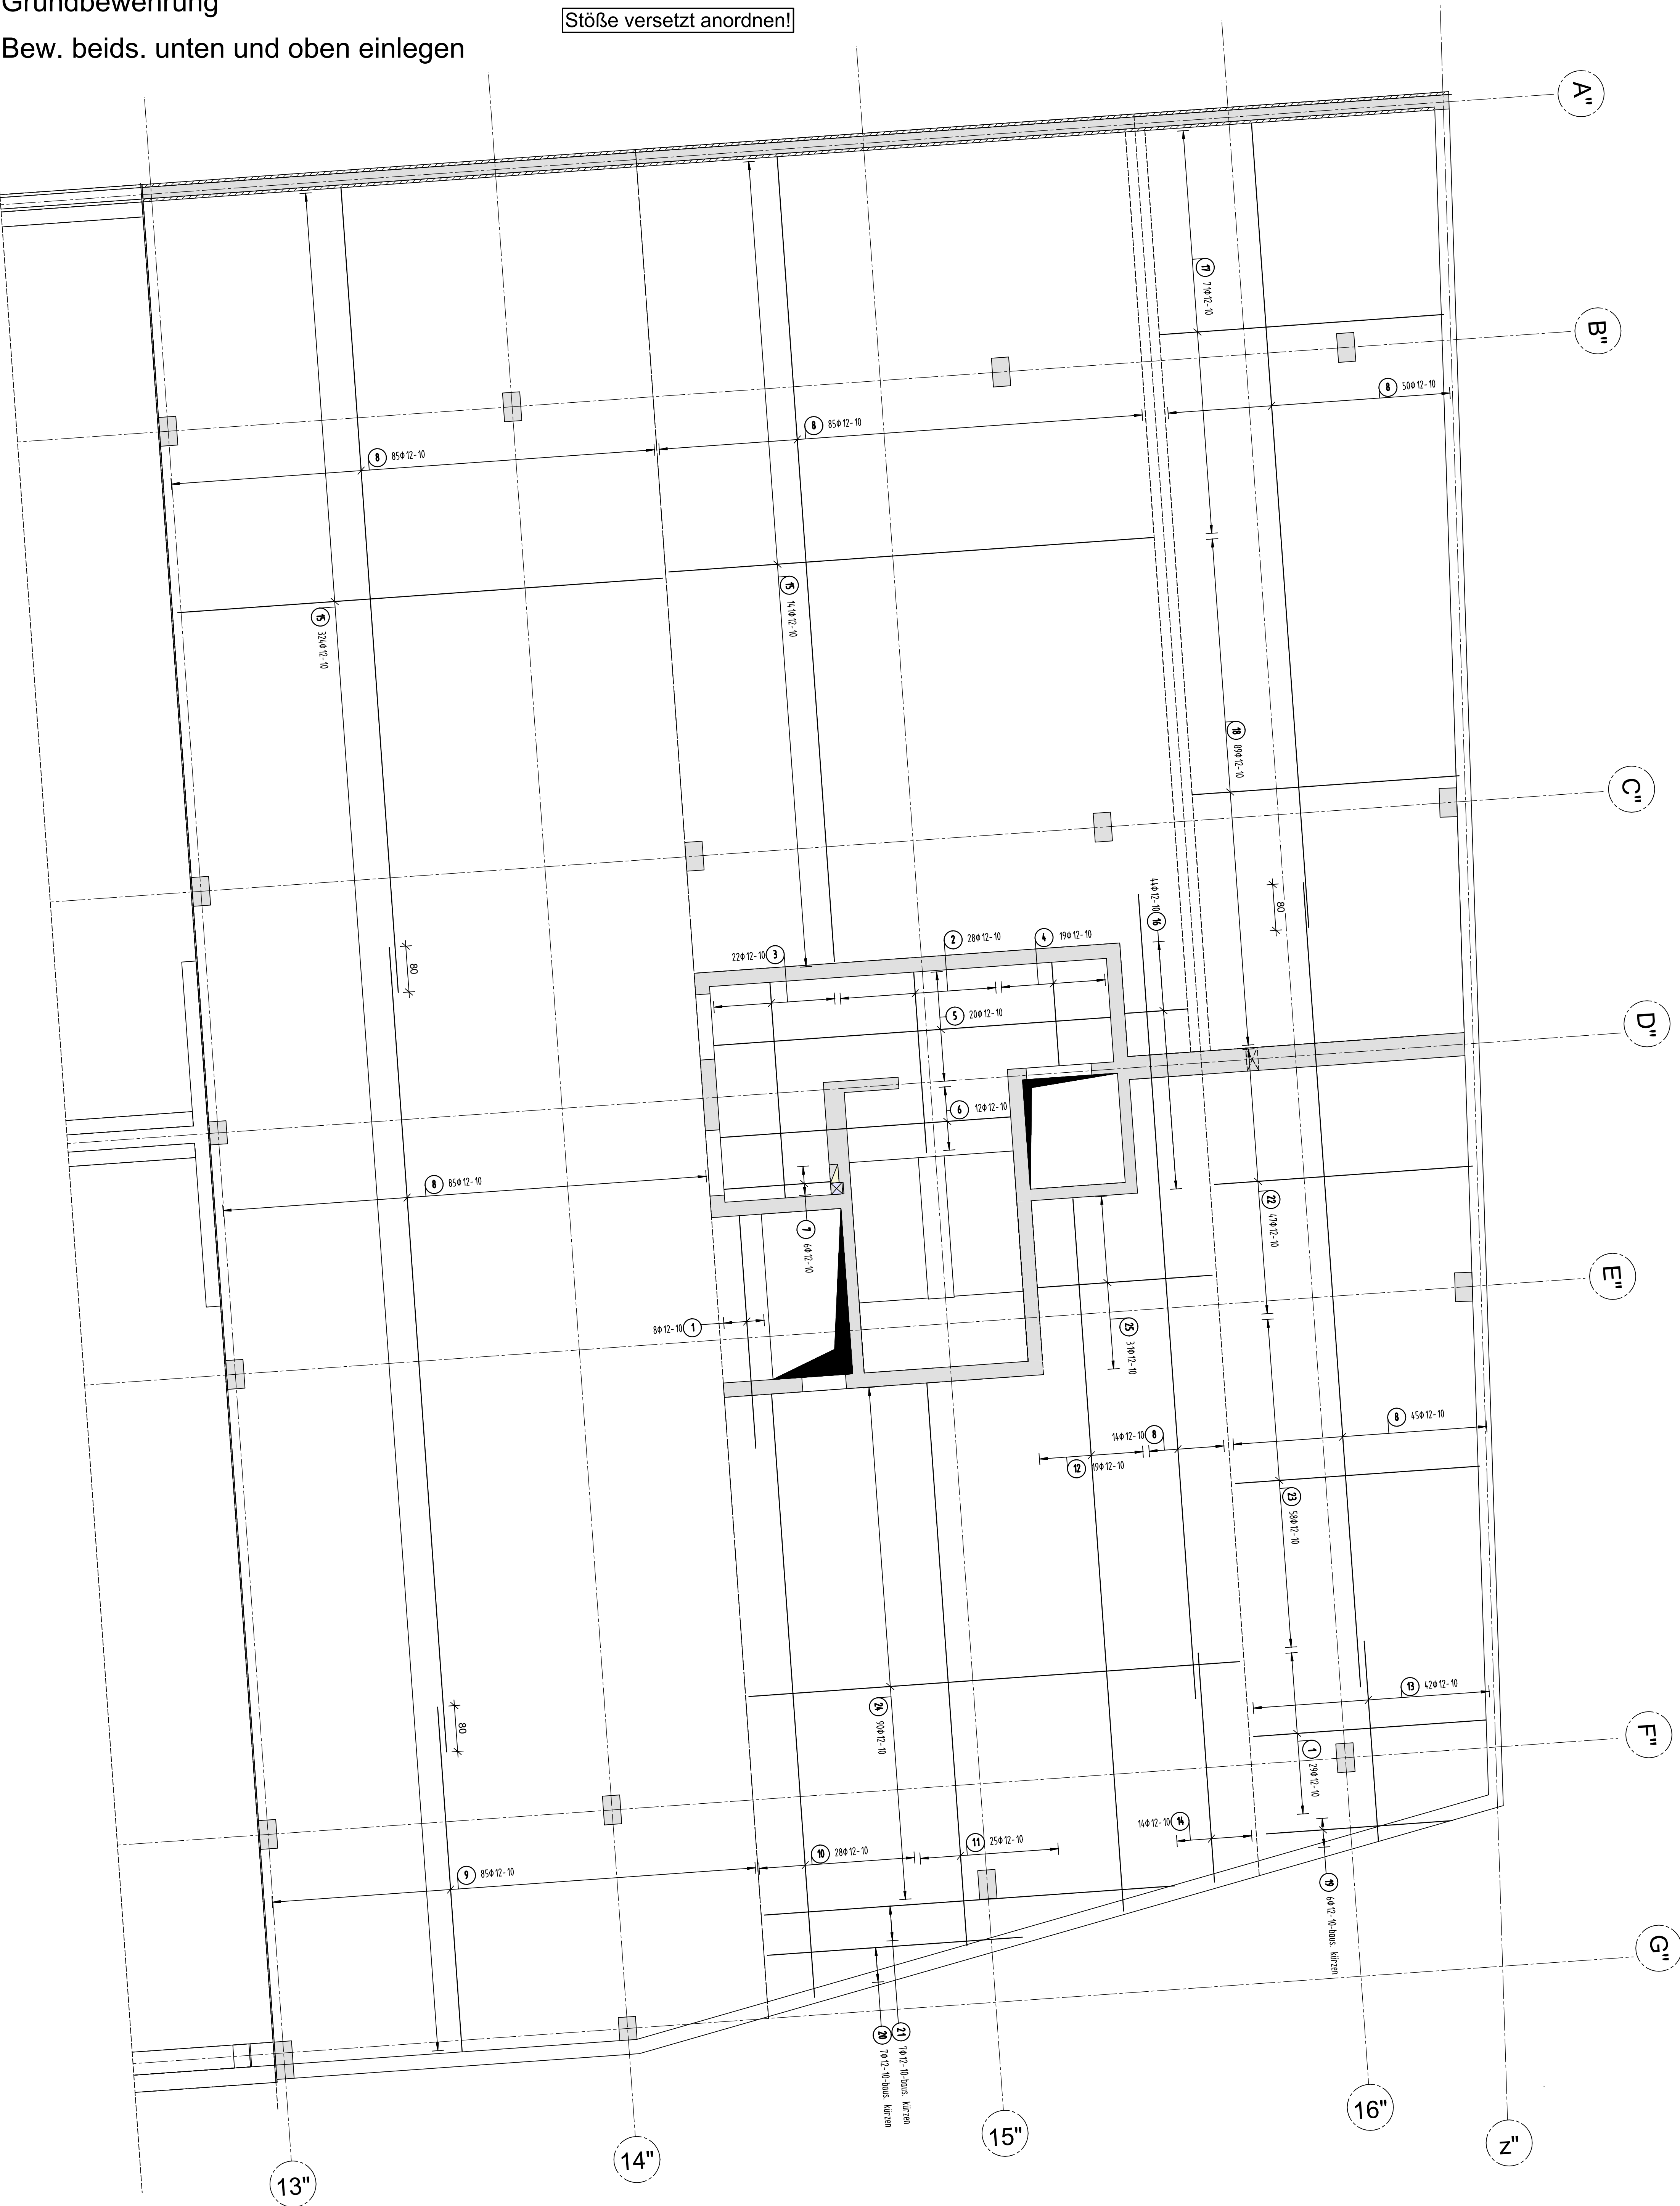 Grundbewehrung
Stöße versetzt anordnen!
Bew. beids. unten und oben einlegen
A"
17 71Φ12-10
B"
8 50Φ12-10
8 85Φ12-10
8 85Φ12-10
15 141Φ12-10
15 324Φ12-10
18 89Φ12-10
C"
80
44Φ12-10 16
22Φ12-10 3
2 28Φ12-10
4 19Φ12-10
80
5 20Φ12-10
D"
6 12Φ12-10
8 85Φ12-10
7 6Φ12-10
22 47Φ12-10
E"
8Φ12-10 1
25 31Φ12-10
8 45Φ12-10
14Φ12-10 8
12 19Φ12-10
23 58Φ12-10
13 42Φ12-10
24 90Φ12-10
80
F"
1 29Φ12-10
14Φ12-10 14
11 25Φ12-10
10 28Φ12-10
9 85Φ12-10
19 6Φ12-10-baus. kürzen
G"
21 7Φ12-10-baus. kürzen
20 7Φ12-10-baus. kürzen
13"
14"
15"
16"
z"